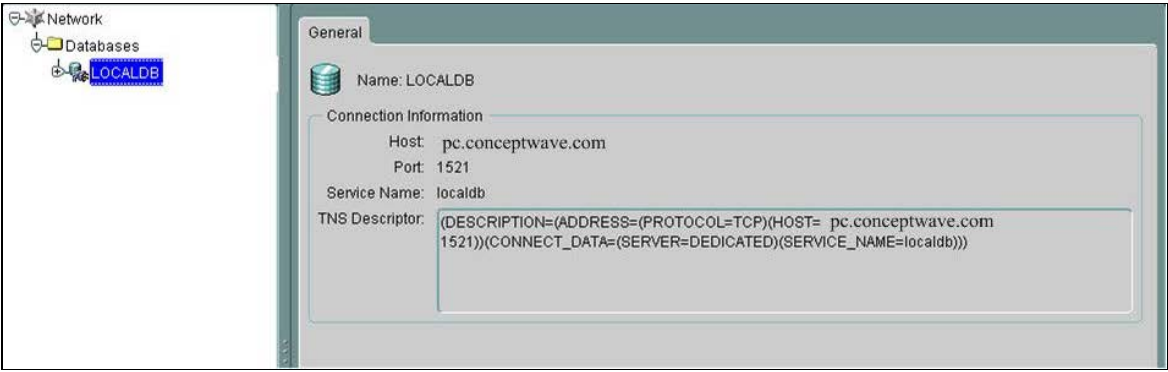 Network
Databases
LOCALDB
General
Name: LOCALDB
Connection Information
Host: pc.conceptwave.com
Port: 1521
Service Name: localdb
TNS Descriptor: (DESCRIPTION=(ADDRESS=(PROTOCOL=TCP)(HOST= pc.conceptwave.com
1521))(CONNECT_DATA=(SERVER=DEDICATED)(SERVICE_NAME=localdb)))